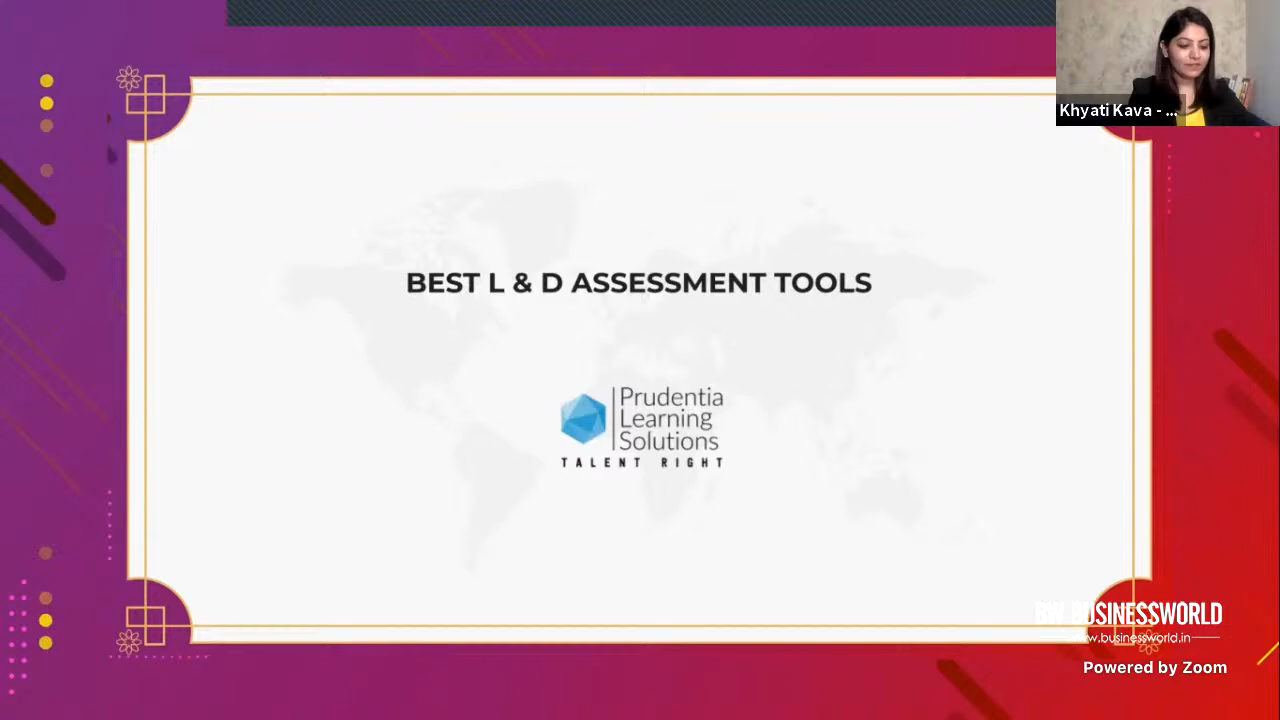 Khyati Kava - ...
BEST L & D ASSESSMENT TOOLS
Prudentia
Learning
Solutions
TALENT RIGHT
BW BUSINESSWORLD
www.businessworld.in
Powered by Zoom